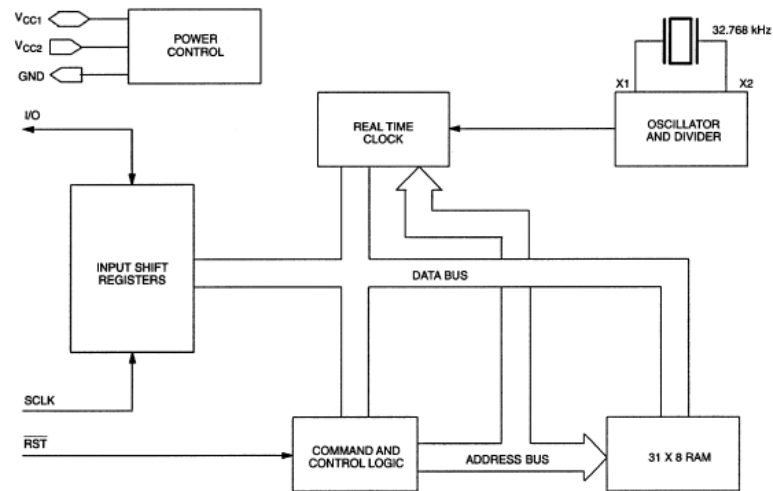 VCC1
VCC2
GND
POWER
CONTROL
32.768 kHz
X1
X2
I/O
REAL TIME
CLOCK
OSCILLATOR
AND DIVIDER
INPUT SHIFT
REGISTERS
DATA BUS
SCLK
RST
COMMAND AND
CONTROL LOGIC
ADDRESS BUS
31 X 8 RAM